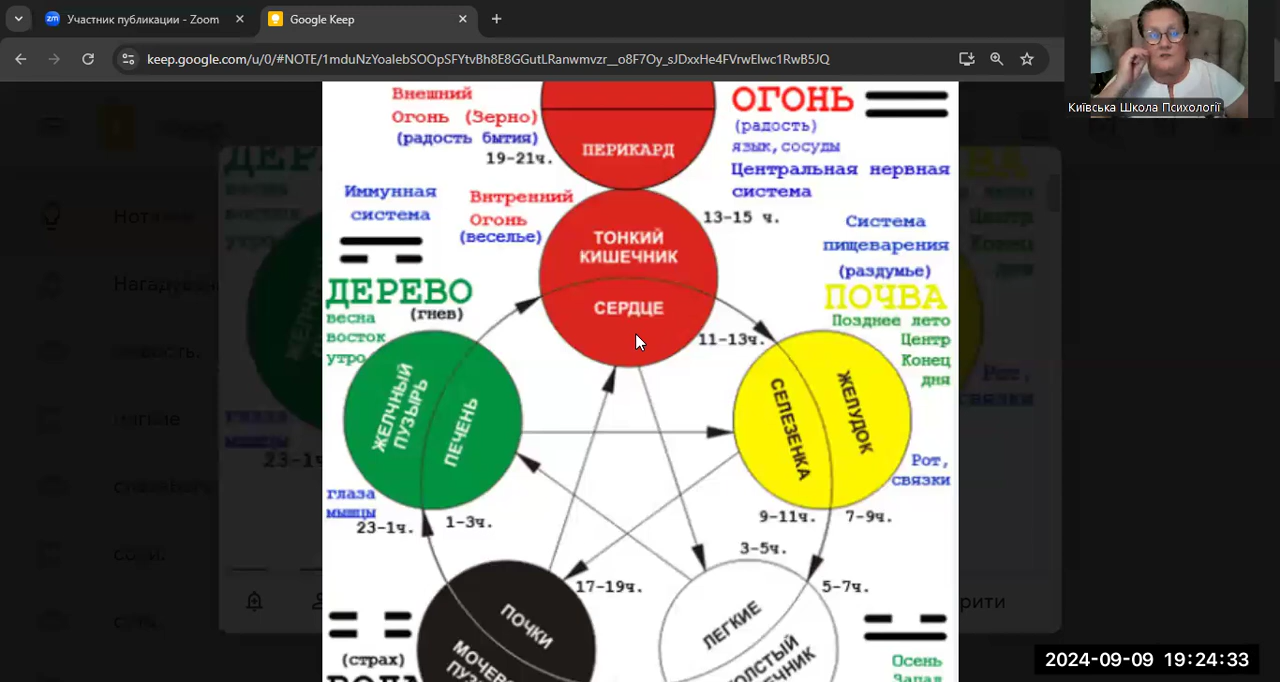 Участник публикации - Zoom
Google Keep
keep.google.com/u/0/#NOTE/1mduNzYoaIebSOOpSFYtvBh8E8GGutLRanwmvzr__o8F7Oy_sJDxxHe4FVrwEIwc1RwB5JQ
Київська Школа Психології
Внешний
Огонь (Зерно)
(радость бытия)
19-21ч.
ПЕРИКАРД
ОГОНЬ
(радость)
язык,сосуды
Центральная нервная
система
Иммунная
система
Внтренний
Огонь
(веселье)
ТОНКИЙ
КИШЕЧНИК
СЕРДЦЕ
13-15 ч.
11-13ч.
Система
пищеварения
(раздумье)
ПОЧВА
Позднее лето
Центр
Конец
дня
ДЕРЕВО
(гнев)
весна
восток
утро
ЖЕЛЧНЫЙ
ПУЗЫРЬ
ПЕЧЕНЬ
СЕЛЕЗЕНКА
ЖЕЛУДОК
глаза
мышцы
23-1ч.
1-3ч.
Рот,
связки
9-11ч.
7-9ч.
3-5ч.
5-7ч.
17-19ч.
ПОЧКИ
ЛЕГКИЕ
(страх)
Осень
Запад
2024-09-09 19:24:33